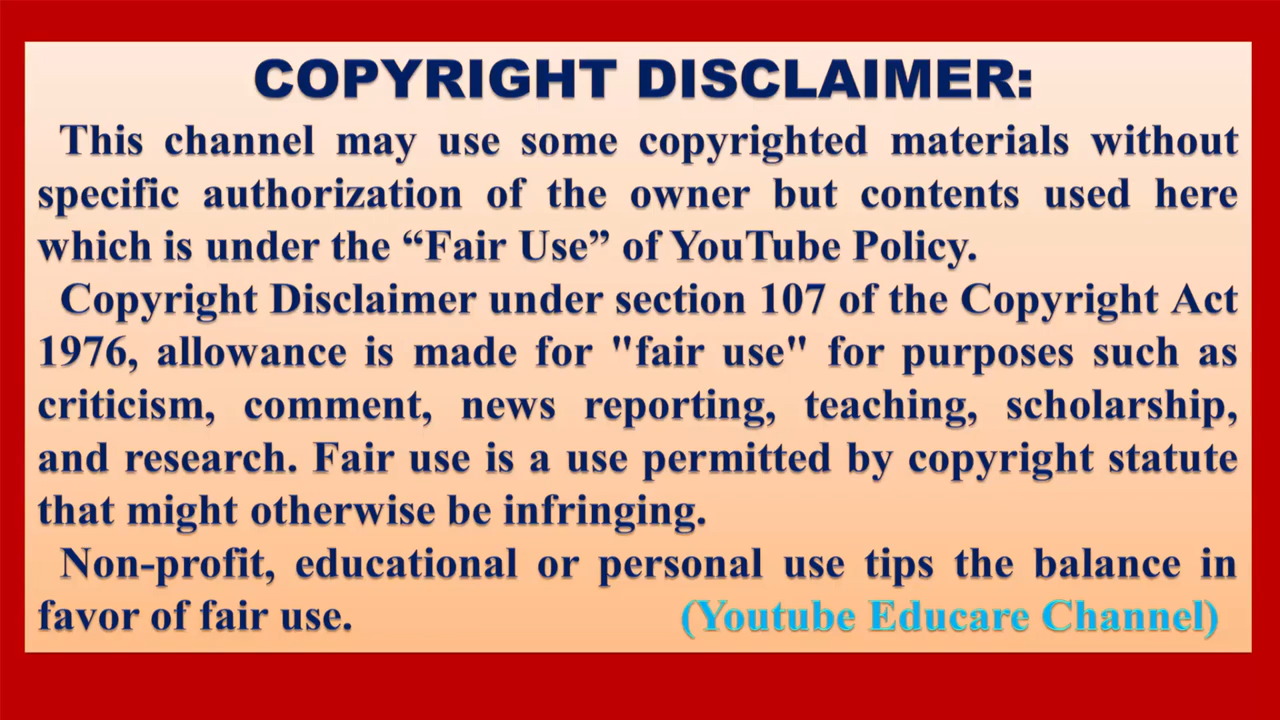 COPYRIGHT DISCLAIMER:
This channel may use some copyrighted materials without
specific authorization of the owner but contents used here
which is under the “Fair Use” of YouTube Policy.
Copyright Disclaimer under section 107 of the Copyright Act
1976, allowance is made for "fair use" for purposes such as
criticism, comment, news reporting, teaching, scholarship,
and research. Fair use is a use permitted by copyright statute
that might otherwise be infringing.
Non-profit, educational or personal use tips the balance in
favor of fair use. (Youtube Educare Channel)